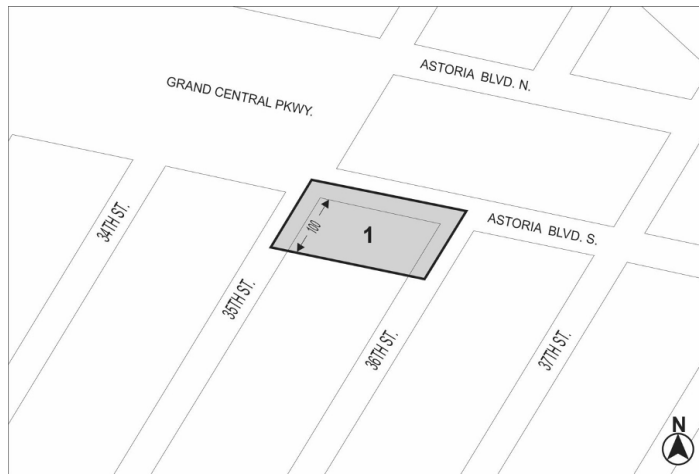 ASTORIA BLVD. N.
GRAND CENTRAL PKWY.
34TH ST.
100
1
ASTORIA BLVD. S.
35TH ST.
36TH ST.
37TH ST.
N